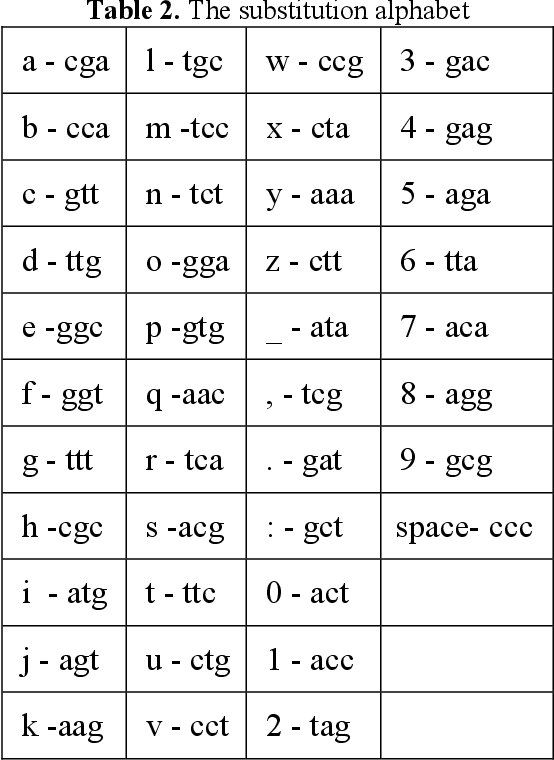 Table 2. The substitution alphabet
a - cga l - tgc w - ccg 3 - gac
b - cca m -tcc x - cta 4 - gag
c - gtt n - tct y - aaa 5 - aga
d - ttg o -gga z - ctt 6 - tta
e -ggc p -gtg _ - ata 7 - aca
f - ggt q -aac , - tcg 8 - agg
g - ttt r - tca . - gat 9 - gcg
h -cgc s -acg : - gct space- ccc
i - atg t - ttc 0 - act
j - agt u - ctg 1 - acc
k -aag v - cct 2 - tag